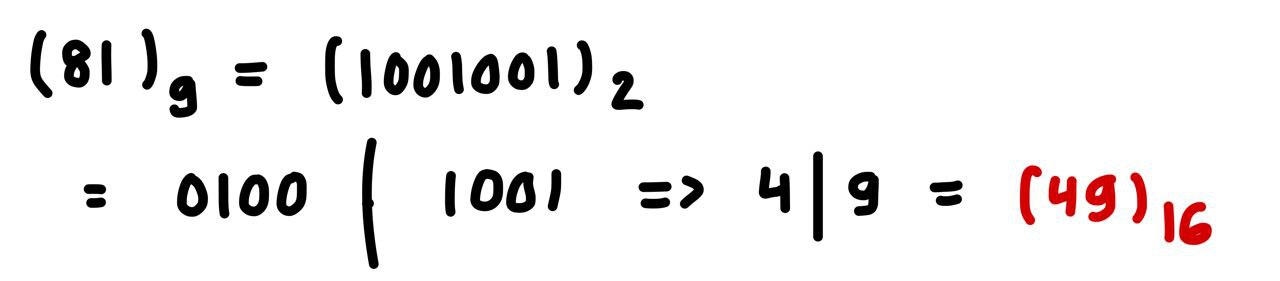 (81)9 = (1001001)2
= 0100 | 1001 => 4|9 = (49)16